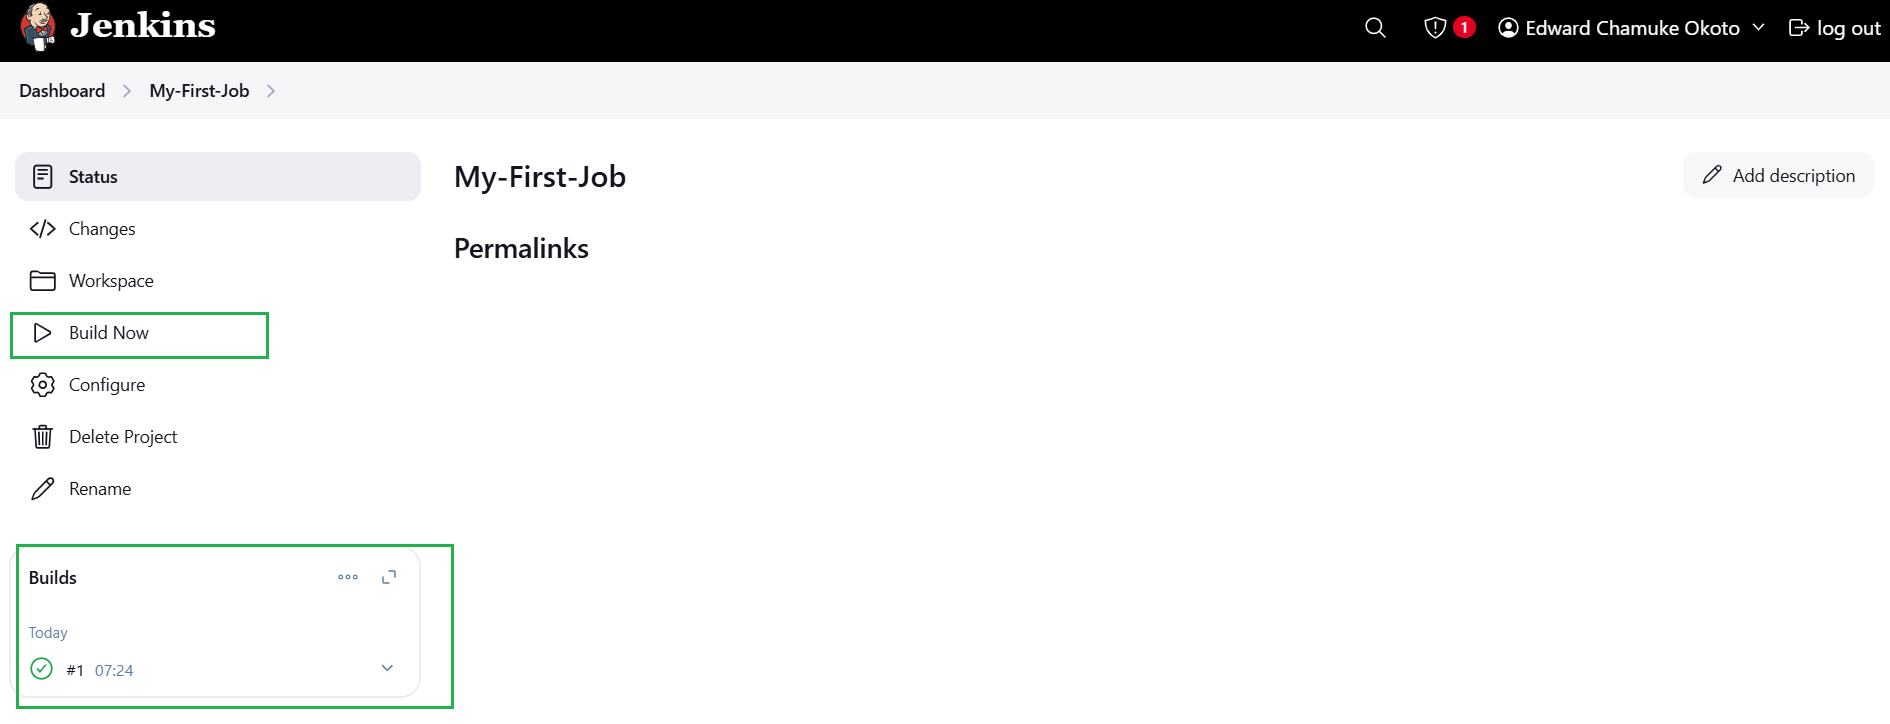 Jenkins
1
Edward Chamuke Okoto
log out
Dashboard
My-First-Job
Status
Changes
Workspace
Build Now
Configure
Delete Project
Rename
My-First-Job
Add description
Permalinks
Builds
Today
#1 07:24